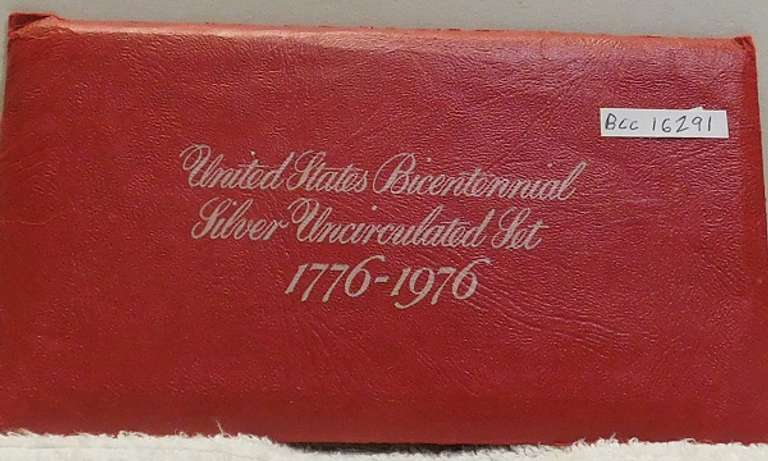 BCC 16291
United States Bicentennial
Silver Uncirculated Set
1776-1976